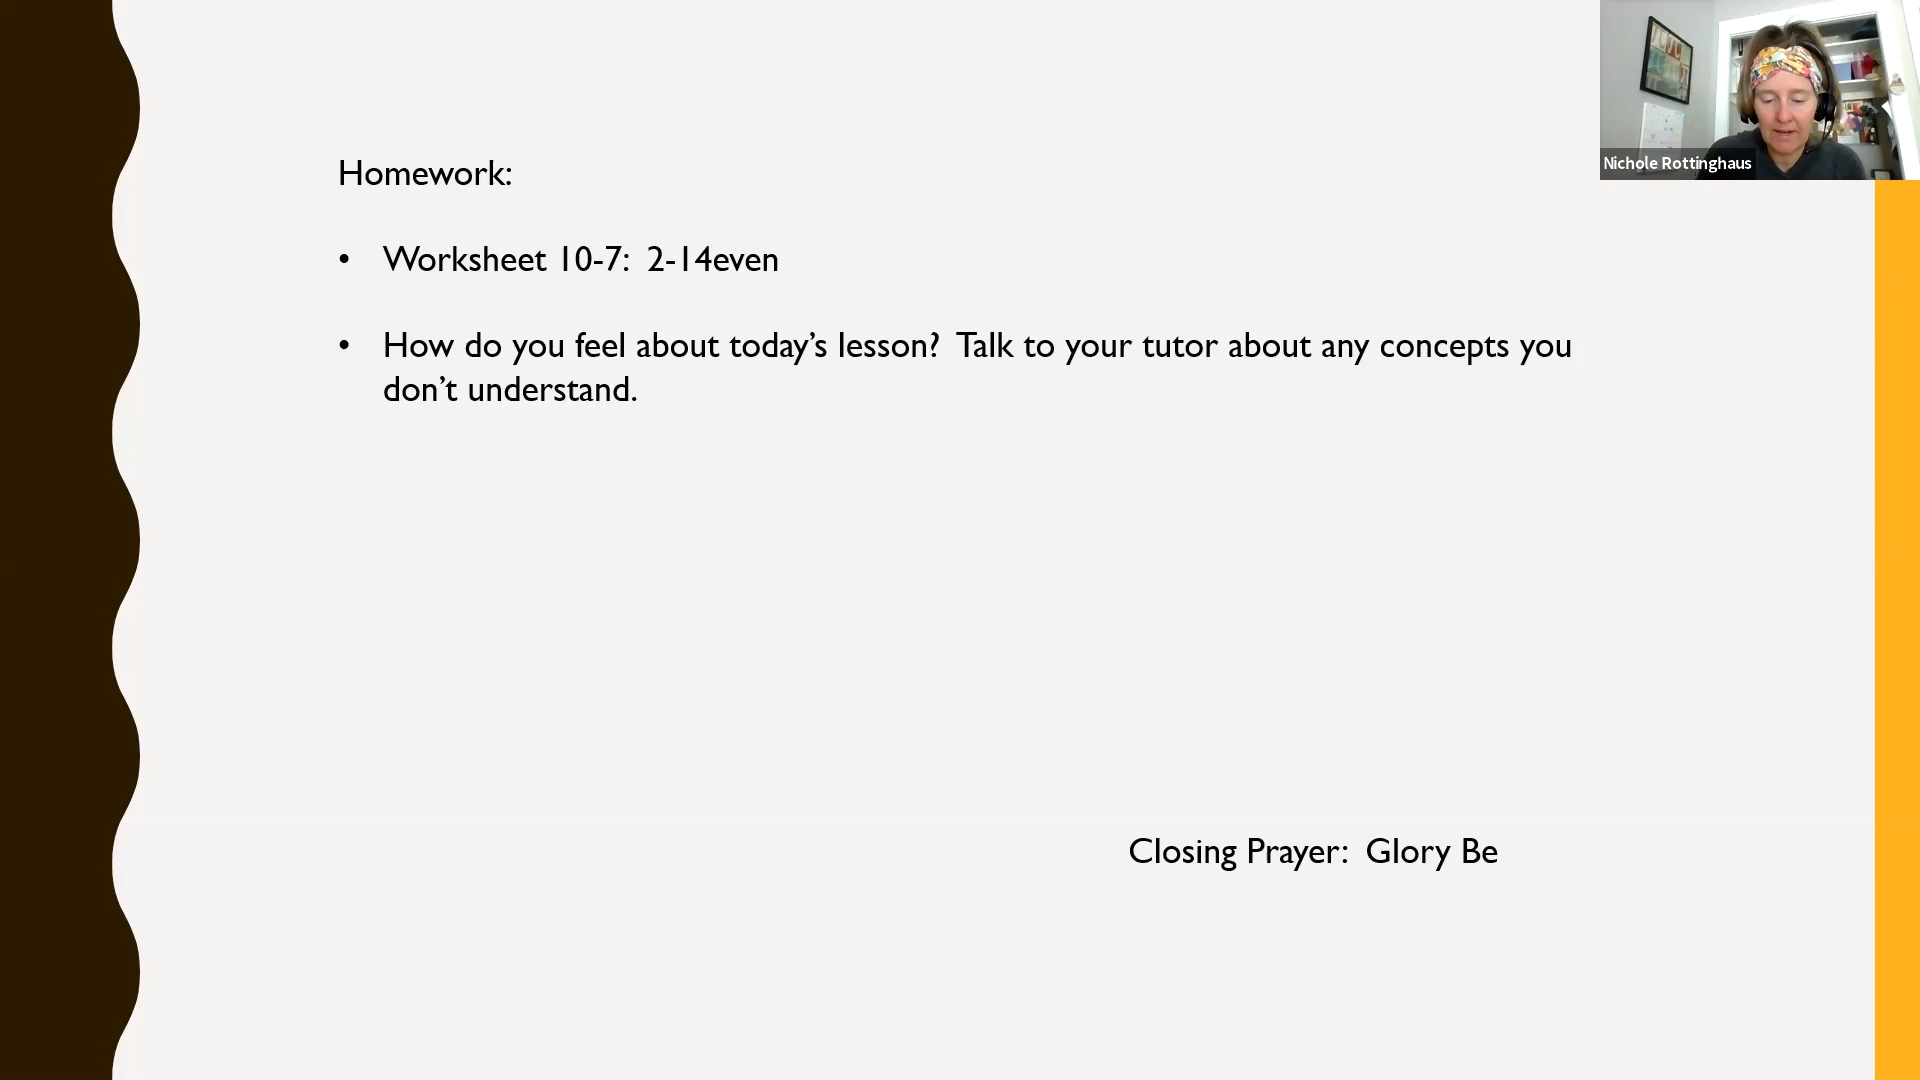 Nichole Rottinghaus
Homework:
• Worksheet 10-7:  2-14even
• How do you feel about today’s lesson?  Talk to your tutor about any concepts you
don’t understand.
Closing Prayer:  Glory Be